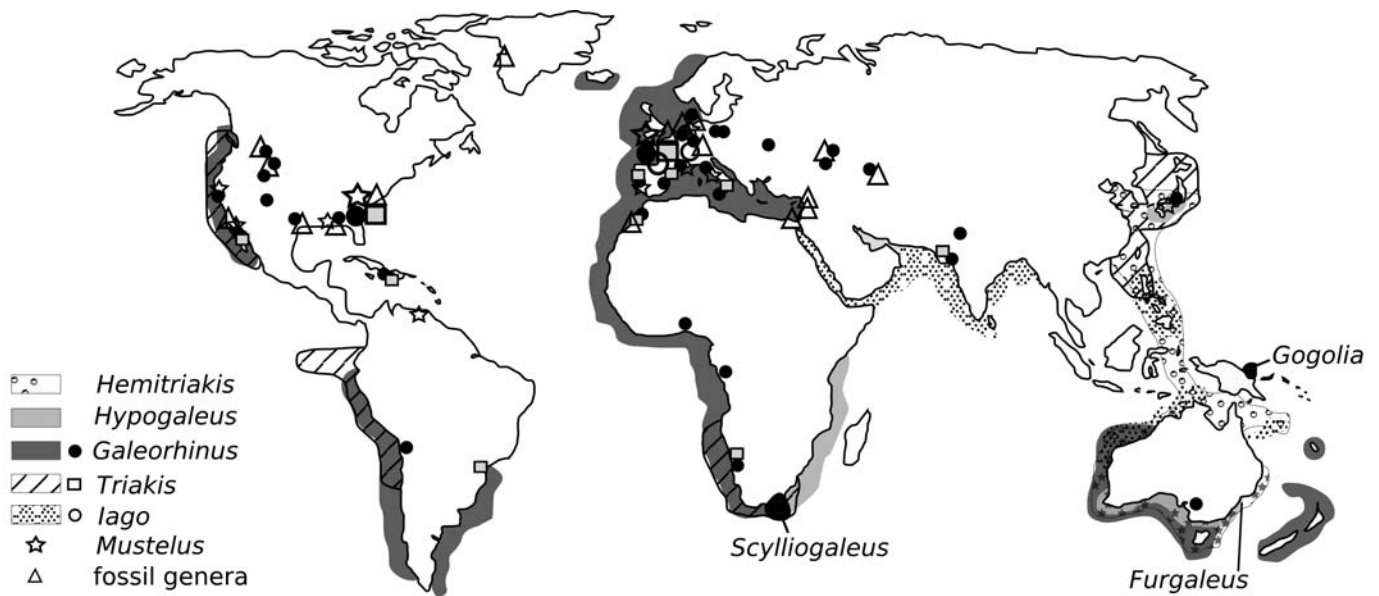 Gogolia
Hemitriakis
Hypogaleus
Galeorhinus
Triakis
Iago
Mustelus
fossil genera
Scylliogaleus
Furgaleus